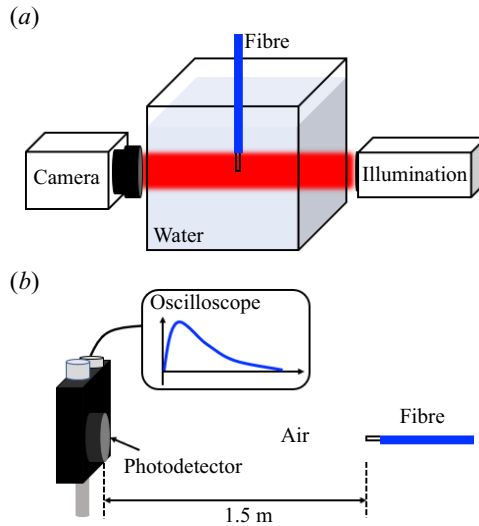 (a)
Fibre
Camera
Illumination
Water
(b)
Oscilloscope
Air
Fibre
Photodetector
1.5 m